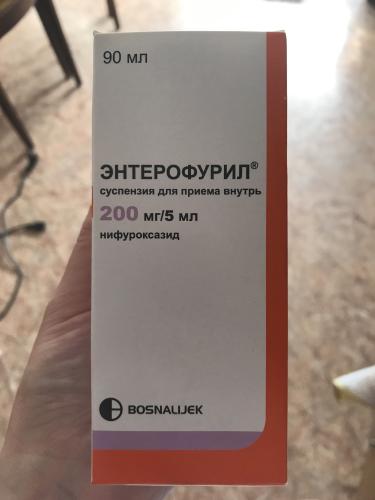 90 мл
ЭНТЕРОФУРИЛ®
суспензия для приема внутрь
200 мг/5 мл
нифуроксазид
BOSNALIJEK